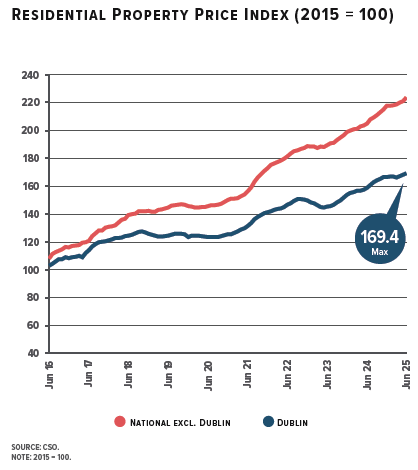 Residential Property Price Index (2015 = 100)
240
220
200
180
160
140
120
100
80
60
40
169.4
Max
Jun 16
Jun 17
Jun 18
Jun 19
Jun 20
Jun 21
Jun 22
Jun 23
Jun 24
Jun 25
National excl. Dublin
Dublin
SOURCE: CSO.
NOTE: 2015 = 100.